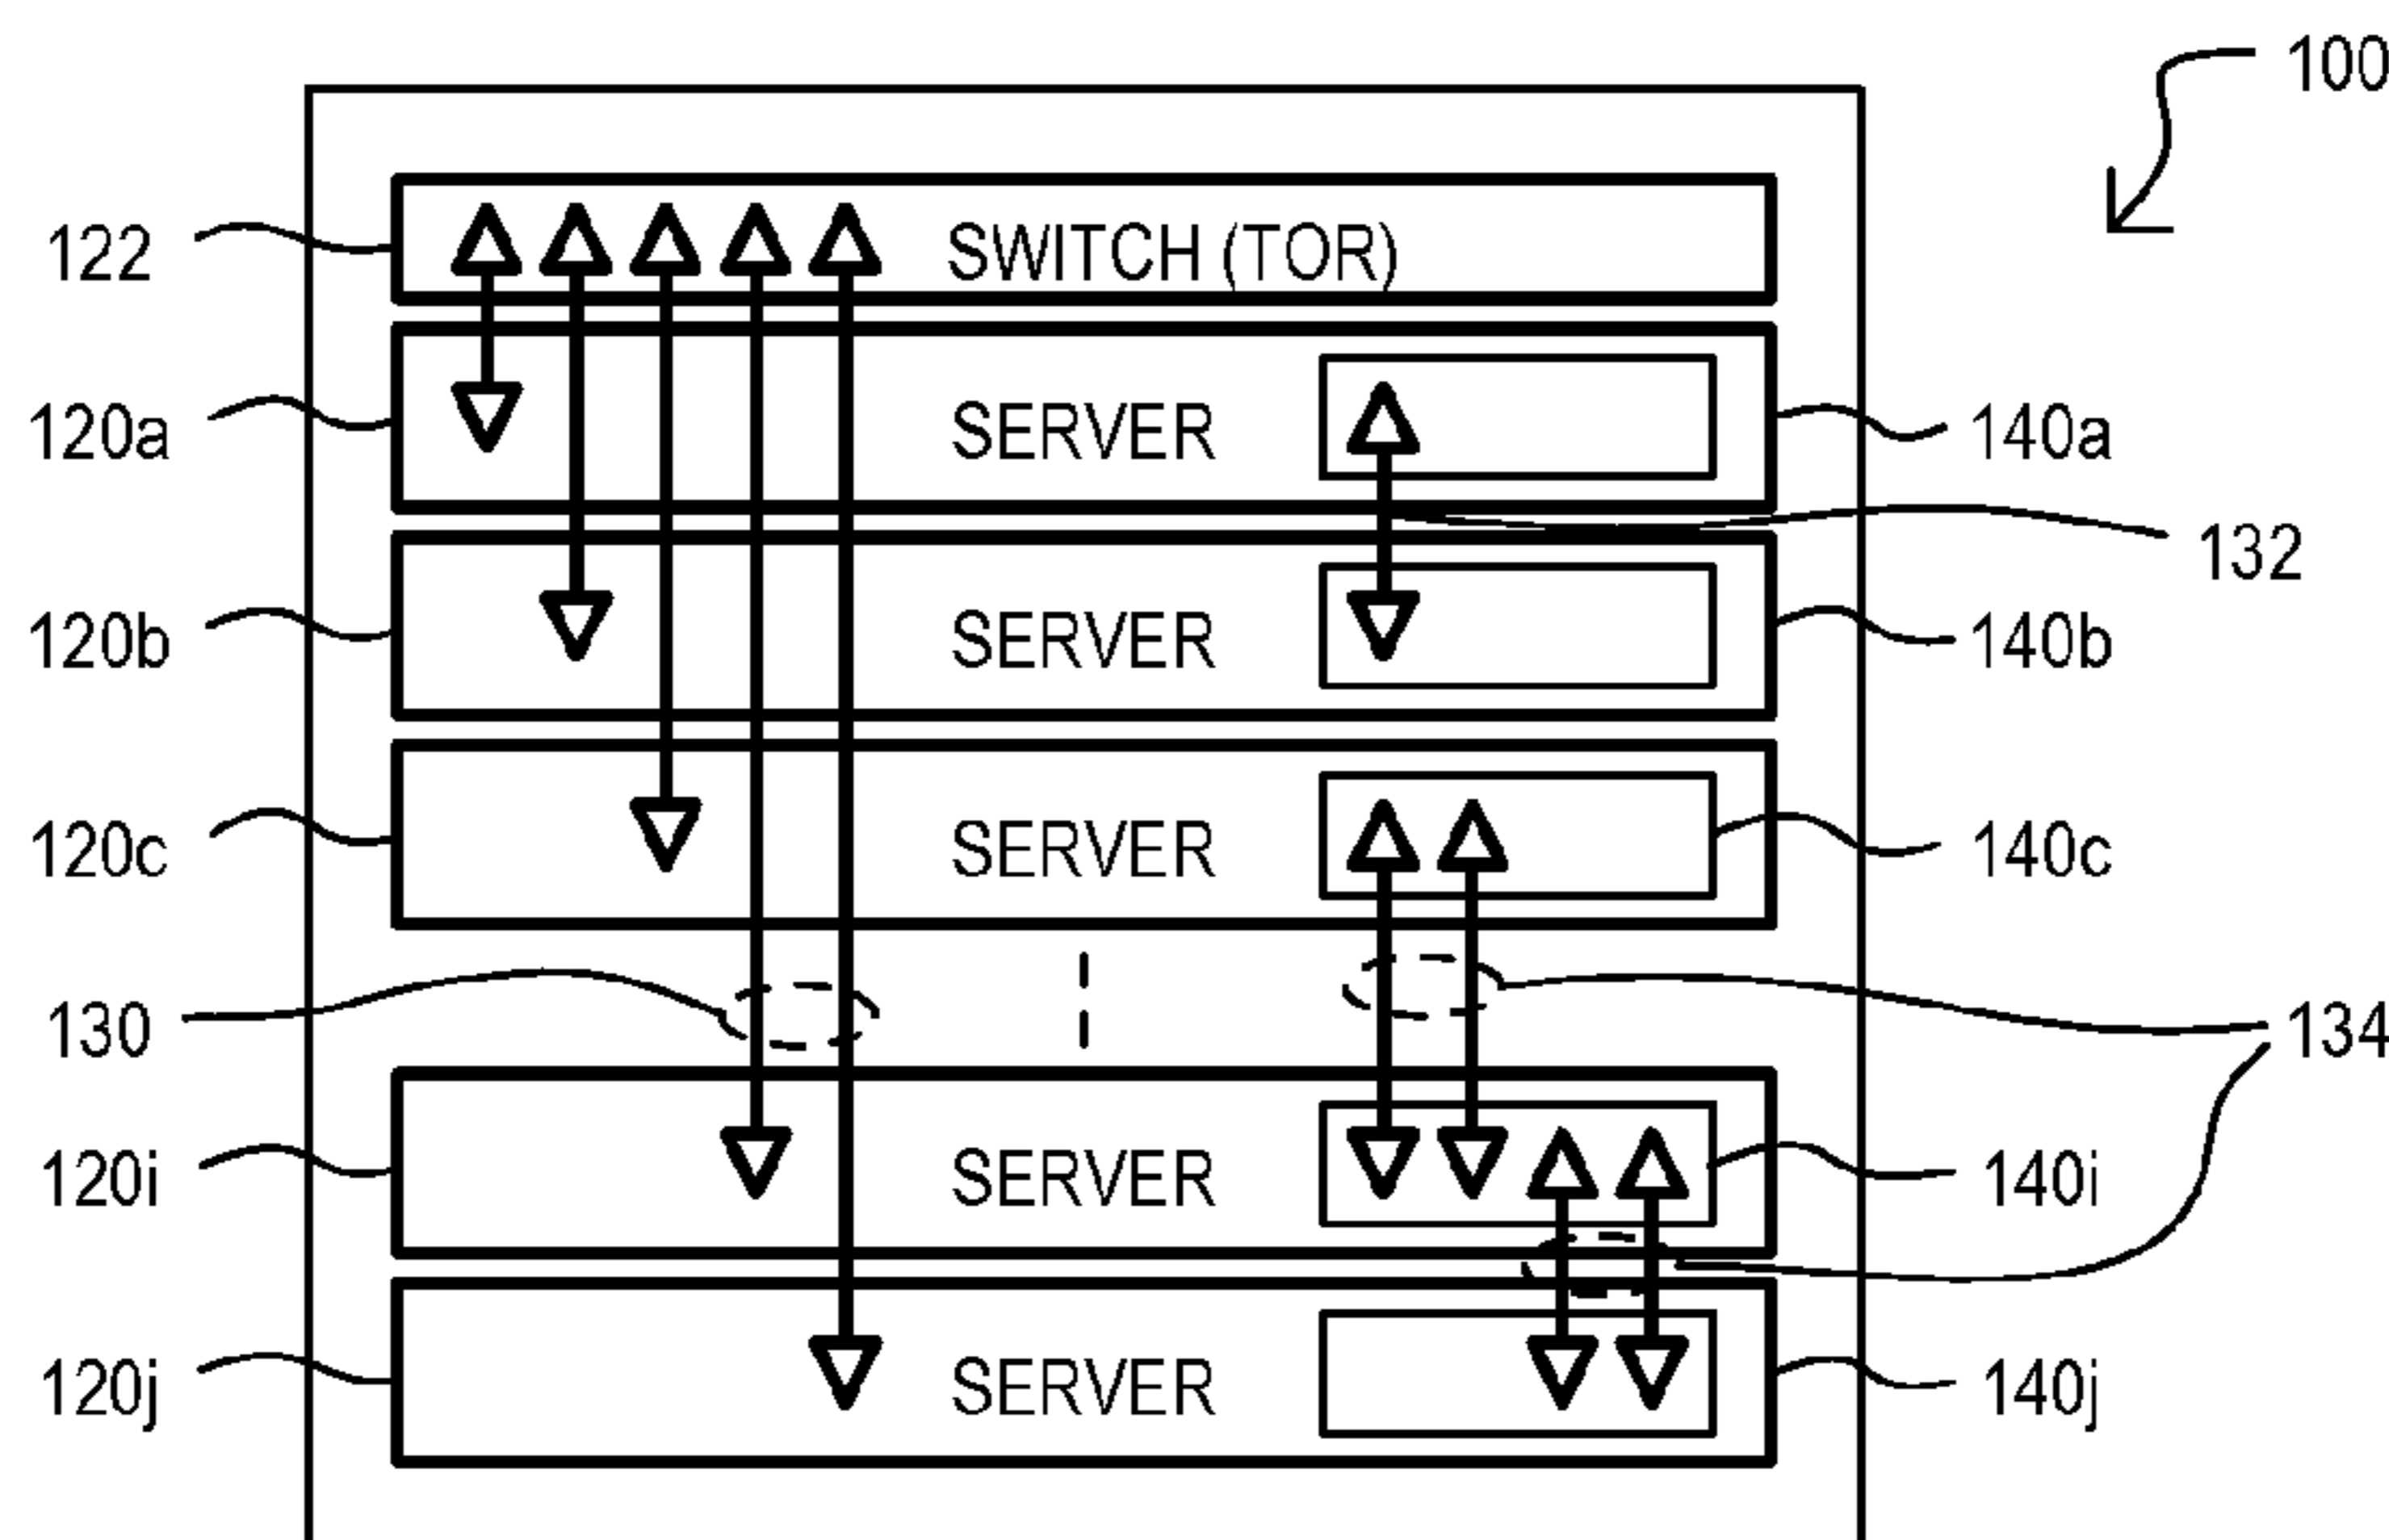 100
122 SWITCH (TOR)
120a SERVER 140a
132
120b SERVER 140b
120c SERVER 140c
130 134
120i SERVER 140i
120j SERVER 140j